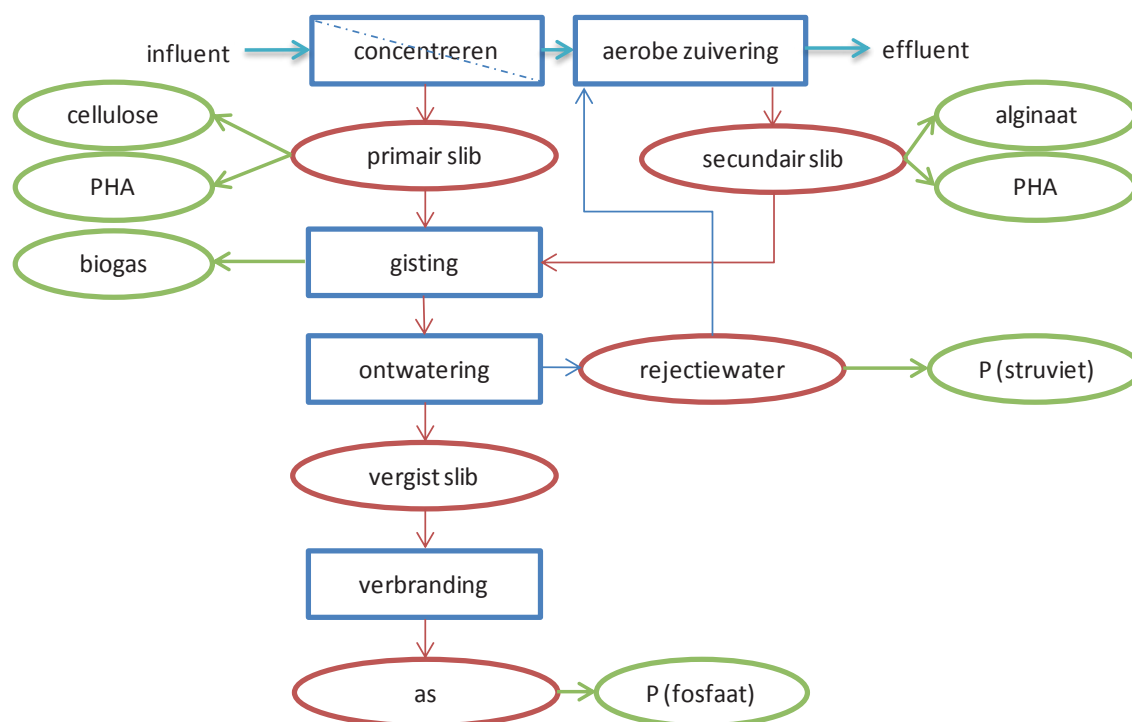 influent
concentreren
aerobe zuivering
effluent
cellulose
primair slib
secundair slib
alginaat
PHA
PHA
biogas
gisting
ontwatering
rejectiewater
P (struviet)
vergist slib
verbranding
as
P (fosfaat)